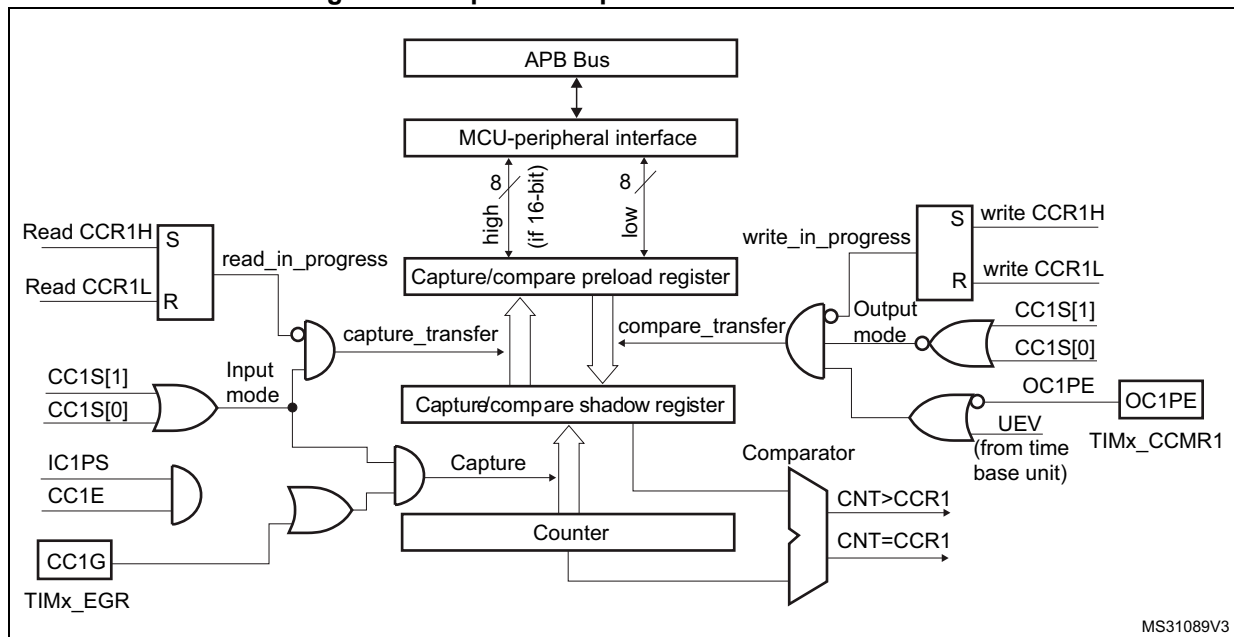 APB Bus
MCU-peripheral interface
8
high
(if 16-bit)
8
low
Read CCR1H
S
Read CCR1L
R
read_in_progress
write_in_progress
S
write CCR1H
R
write CCR1L
Capture/compare preload register
capture_transfer
compare_transfer
Output
mode
CC1S[1]
CC1S[0]
CC1S[1]
CC1S[0]
Input
mode
Capture/compare shadow register
OC1PE
OC1PE
UEV
(from time
base unit)
TIMx_CCMR1
IC1PS
CC1E
Capture
Comparator
CNT>CCR1
CNT=CCR1
Counter
CC1G
TIMx_EGR
MS31089V3